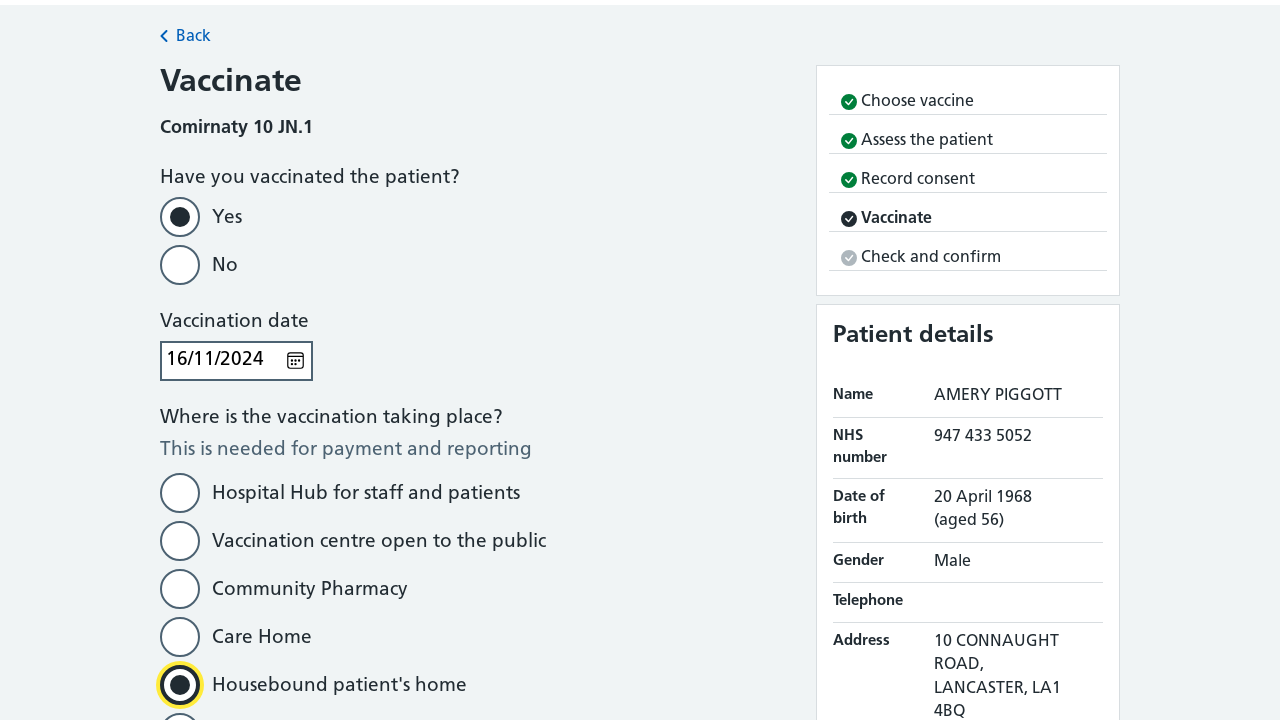 Back
Vaccinate
Comirnaty 10 JN.1
Have you vaccinated the patient?
Yes
No
Vaccination date
16/11/2024
Where is the vaccination taking place?
This is needed for payment and reporting
Hospital Hub for staff and patients
Vaccination centre open to the public
Community Pharmacy
Care Home
Housebound patient's home
Choose vaccine
Assess the patient
Record consent
Vaccinate
Check and confirm
Patient details
Name AMERY PIGGOTT
NHS number 947 433 5052
Date of birth 20 April 1968
(aged 56)
Gender Male
Telephone
Address 10 CONNAUGHT
ROAD,
LANCASTER, LA1
4BQ